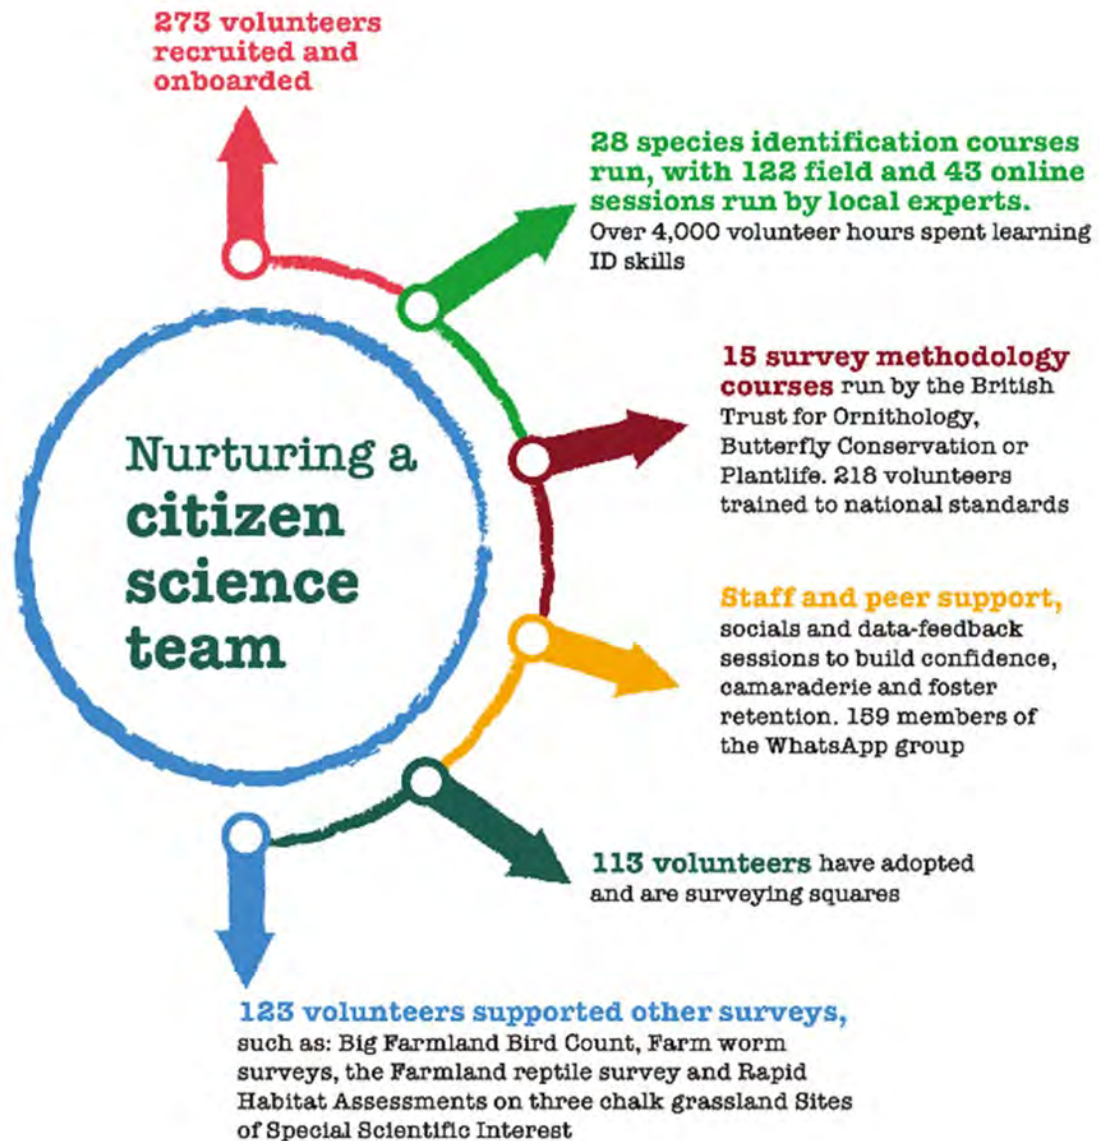 273 volunteers
recruited and
onboarded
28 species identification courses
run, with 122 field and 43 online
sessions run by local experts.
Over 4,000 volunteer hours spent learning
ID skills
15 survey methodology
courses run by the British
Trust for Ornithology,
Butterfly Conservation or
Plantlife. 218 volunteers
trained to national standards
Nurturing a
citizen
science
team
Staff and peer support,
socials and data-feedback
sessions to build confidence,
camaraderie and foster
retention. 159 members of
the WhatsApp group
113 volunteers have adopted
and are surveying squares
123 volunteers supported other surveys,
such as: Big Farmland Bird Count, Farm worm
surveys, the Farmland reptile survey and Rapid
Habitat Assessments on three chalk grassland Sites
of Special Scientific Interest